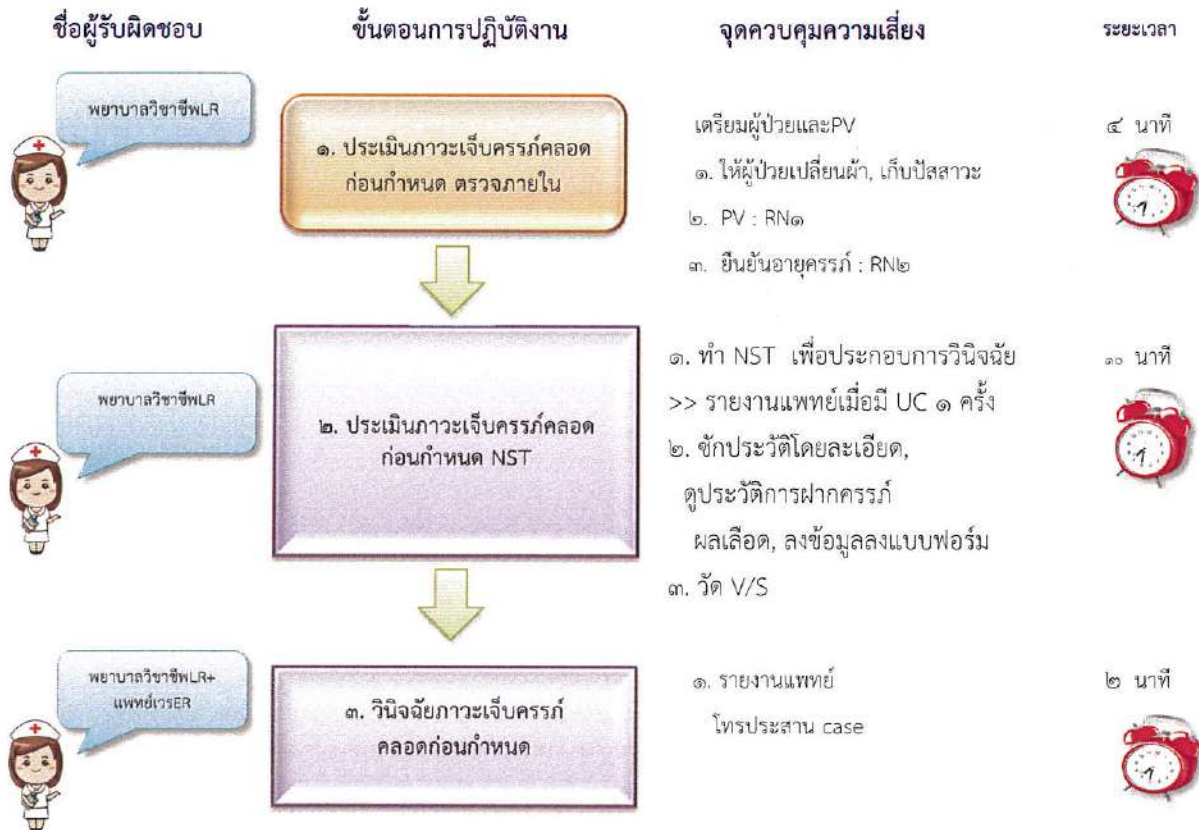 ชื่อผู้รับผิดชอบ
ขั้นตอนการปฏิบัติงาน
จุดควบคุมความเสี่ยง
ระยะเวลา
พยาบาลวิชาชีพLR
๑. ประเมินภาวะเจ็บครรภ์คลอด
ก่อนกำหนด ตรวจภายใน
เตรียมผู้ป่วยและPV
๑. ให้ผู้ป่วยเปลี่ยนผ้า, เก็บปัสสาวะ
๒. PV : RN๑
๓. ยืนยันอายุครรภ์ : RN๒
๔ นาที
พยาบาลวิชาชีพLR
๒. ประเมินภาวะเจ็บครรภ์คลอด
ก่อนกำหนด NST
๑. ทำ NST เพื่อประกอบการวินิจฉัย
>> รายงานแพทย์เมื่อมี UC ๑ ครั้ง
๒. ซักประวัติโดยละเอียด,
ดูประวัติการฝากครรภ์
ผลเลือด, ลงข้อมูลลงแบบฟอร์ม
๓. วัด V/S
๑๐ นาที
พยาบาลวิชาชีพLR+
แพทย์เวรER
๓. วินิจฉัยภาวะเจ็บครรภ์
คลอดก่อนกำหนด
๑. รายงานแพทย์
โทรประสาน case
๒ นาที